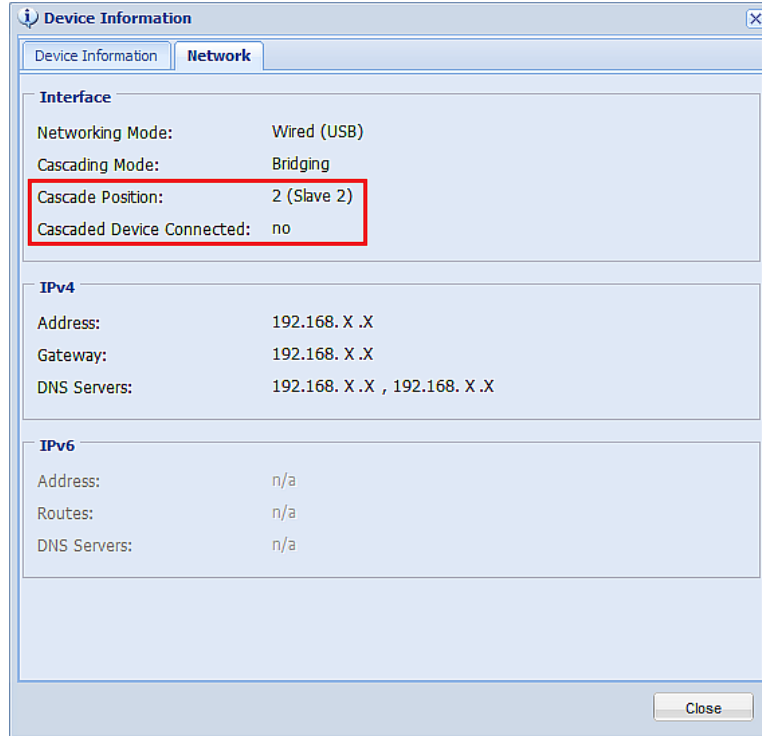 Device Information
Device Information Network
Interface
Networking Mode: Wired (USB)
Cascading Mode: Bridging
Cascade Position: 2 (Slave 2)
Cascaded Device Connected: no
IPv4
Address: 192.168. X .X
Gateway: 192.168. X .X
DNS Servers: 192.168. X .X , 192.168. X .X
IPv6
Address: n/a
Routes: n/a
DNS Servers: n/a
Close